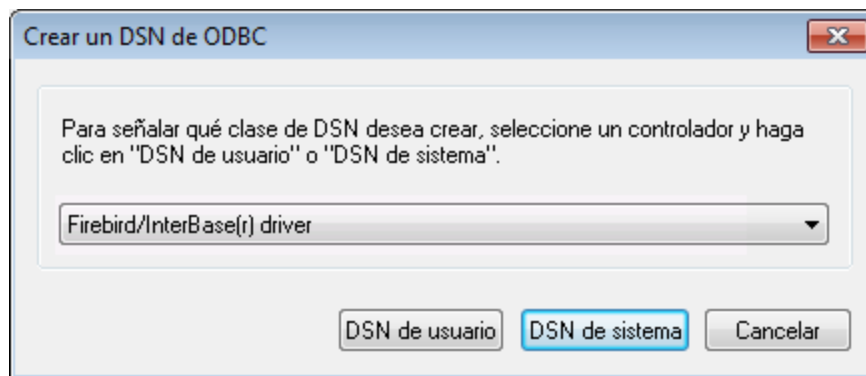 Crear un DSN de ODBC
Para señalar qué clase de DSN desea crear, seleccione un controlador y haga
clic en "DSN de usuario" o "DSN de sistema".
Firebird/InterBase(r) driver
DSN de usuario DSN de sistema Cancelar